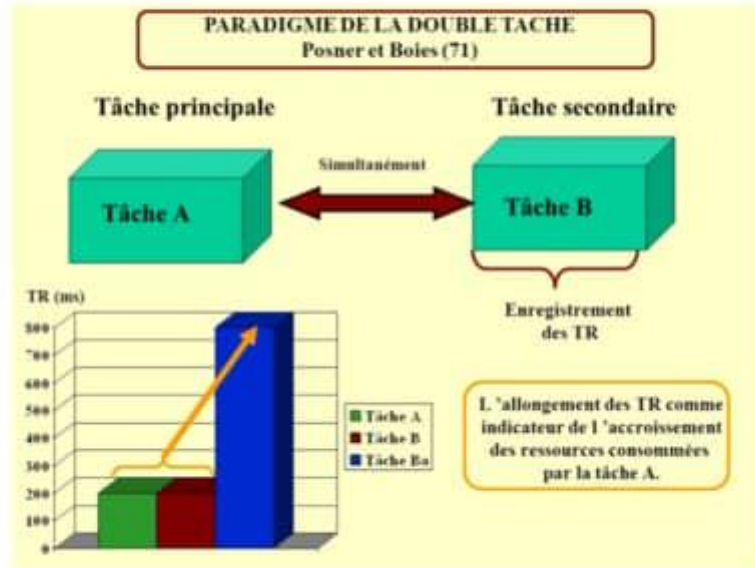 PARADIGME DE LA DOUBLE TACHE
Posner et Boies (71)
Tâche principale
Tâche secondaire
Simultanément
Tâche A
Tâche B
TR (ms)
800
700
600
500
400
300
200
100
0
Tâche A
Tâche B
Tâche Ba
Enregistrement
des TR
L ’allongement des TR comme
indicateur de l ’accroissement
des ressources consommées
par la tâche A.